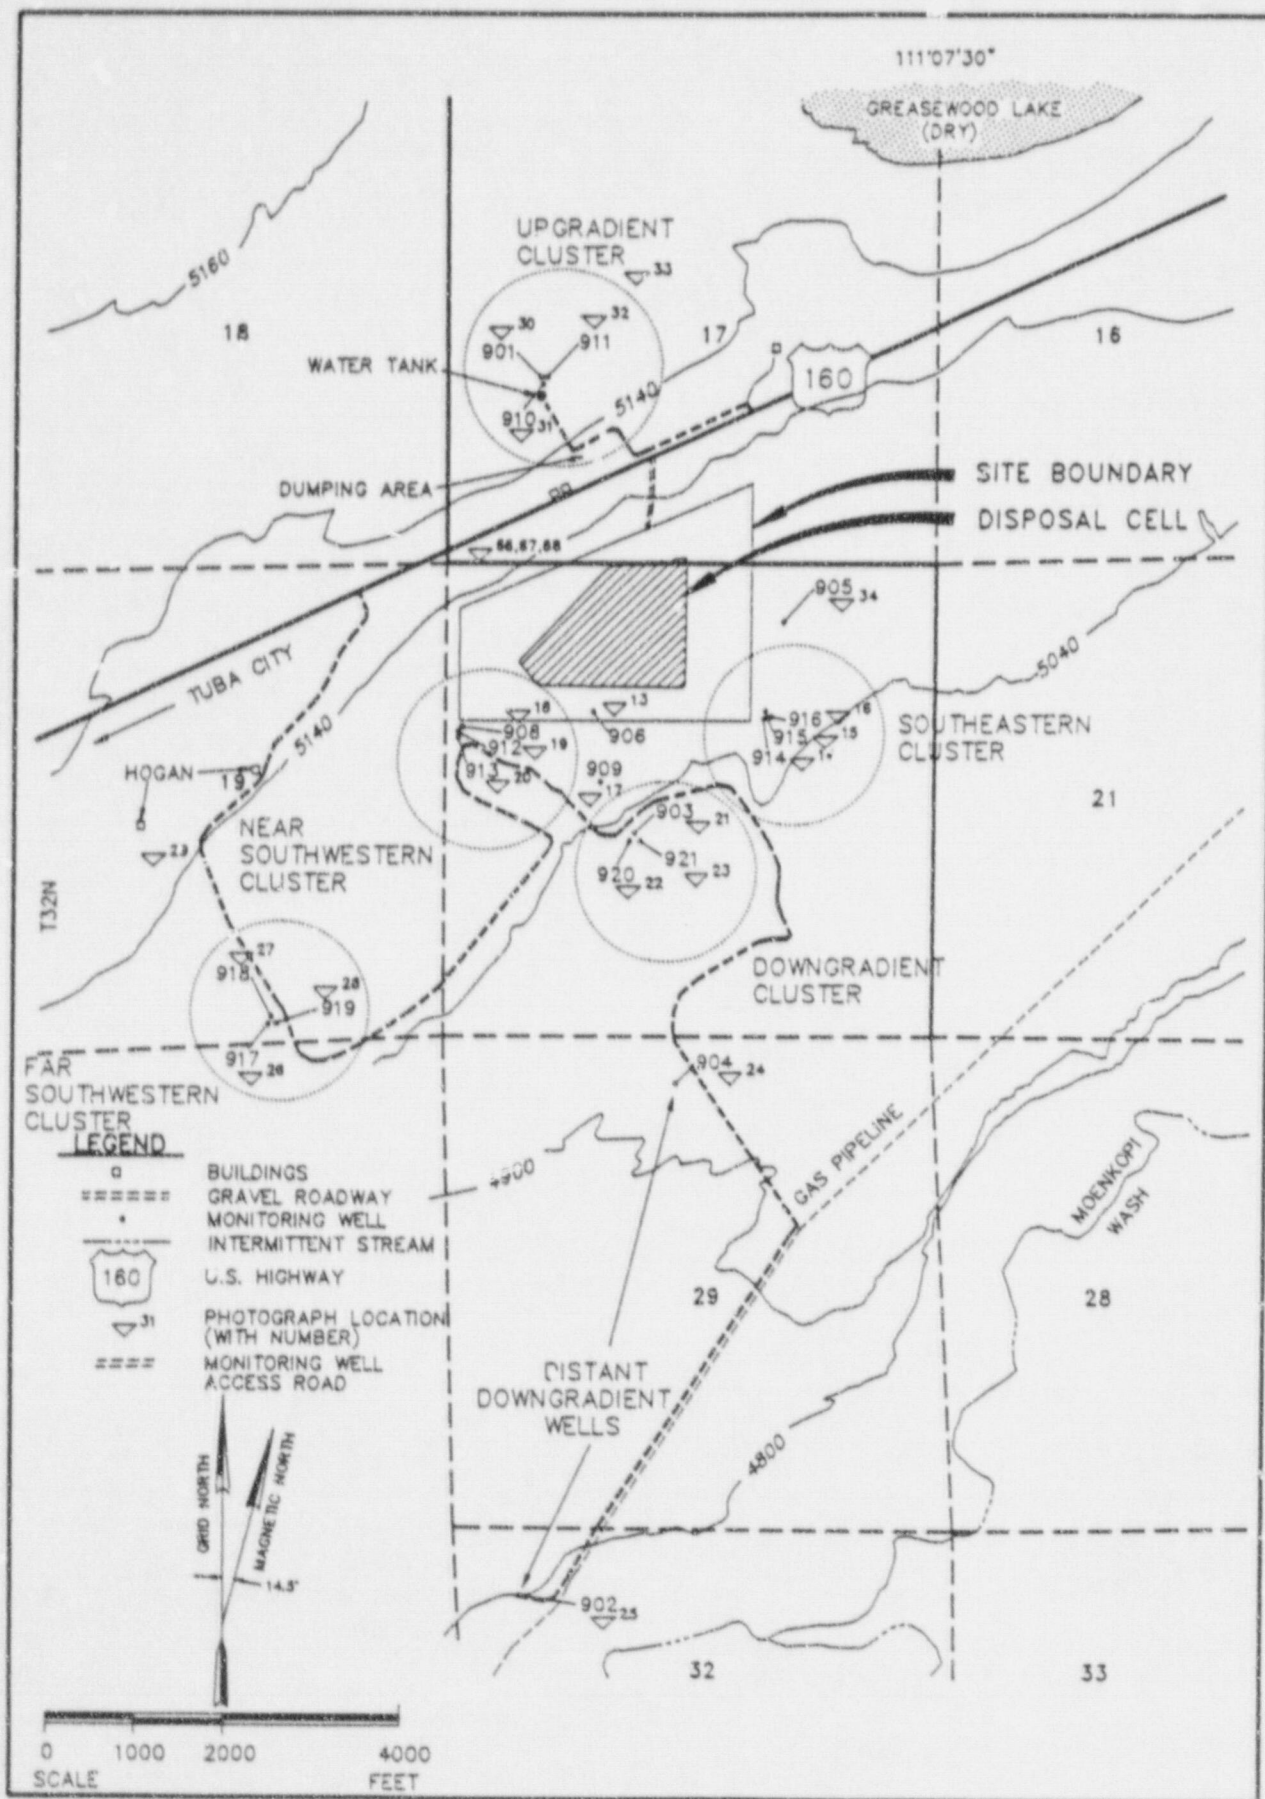 111°07'30"
GREASEWOOD LAKE
(DRY)
UPGRADIENT
CLUSTER
33
5160
18
30
32
17
16
901
911
WATER TANK
160
5140
910
31
DUMPING AREA
SITE BOUNDARY
DISPOSAL CELL
66,67,68
905
34
TUBA CITY
5040
5140
18
13
908
906
916
16
915
15
914
SOUTHEASTERN
CLUSTER
912
19
913
20
909
17
HOGAN
19
21
903
21
NEAR
SOUTHWESTERN
CLUSTER
920
22
921
23
T32N
27
918
28
919
DOWNGRADIENT
CLUSTER
917
26
FAR
SOUTHWESTERN
CLUSTER
904
24
LEGEND
BUILDINGS
GRAVEL ROADWAY
MONITORING WELL
INTERMITTENT STREAM
160
U.S. HIGHWAY
31
PHOTOGRAPH LOCATION
(WITH NUMBER)
MONITORING WELL
ACCESS ROAD
4900
GAS PIPELINE
MOENKOPI
WASH
29
28
DISTANT
DOWNGRADIENT
WELLS
4800
GRID NORTH
MAGNETIC NORTH
14.5°
902
25
32
33
0 1000 2000 4000
SCALE FEET